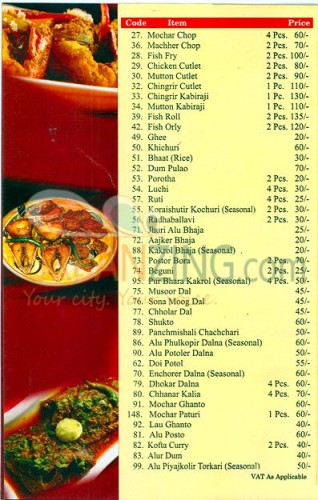 Code Item Price
27. Mochar Chop 4 Pcs. 60/-
36. Machher Chop 2 Pcs. 70/-
28. Fish Fry 2 Pcs. 100/-
29. Chicken Cutlet 2 Pcs. 80/-
30. Mutton Cutlet 2 Pcs. 90/-
32. Chingrir Cutlet 1 Pc. 110/-
33. Chingrir Kabiraji 1 Pc. 130/-
34. Mutton Kabiraji 1 Pc. 110/-
39. Fish Roll 2 Pcs. 135/-
42. Fish Orly 2 Pcs. 120/-
49. Ghee 20/-
50. Khichuri 60/-
51. Bhaat (Rice) 30/-
52. Dum Pulao 70/-
53. Porotha 2 Pcs. 20/-
54. Luchi 4 Pcs. 30/-
57. Ruti 4 Pcs. 25/-
55. Koraishutir Kochuri (Seasonal) 2 Pcs. 30/-
56. Radhaballavi 2 Pcs. 30/-
71. Jhuri Alu Bhaja 25/-
72. Aajker Bhaja 20/-
88. Kakrol Bhaja (Seasonal) 20/-
73. Postor Bora 2 Pcs. 70/-
74. Beguni 2 Pcs. 25/-
95. Pur Bhara Kakrol (Seasonal) 4 Pcs. 50/-
75. Musoor Dal 45/-
76. Sona Moog Dal 45/-
77. Chholar Dal 45/-
78. Shukto 60/-
89. Panchmishali Chachchari 50/-
86. Alu Phulkopir Dalna (Seasonal) 60/-
90. Alu Potoler Dalna 50/-
62. Doi Potol 55/-
70. Enchorer Dalna (Seasonal) 60/-
79. Dhokar Dalna 4 Pcs. 60/-
80. Chhanar Kalia 4 Pcs. 70/-
91. Mochar Ghanto 60/-
148. Mochar Paturi 1 Pcs. 60/-
92. Lau Ghanto 40/-
81. Alu Posto 60/-
82. Kofta Curry 2 Pcs. 40/-
83. Alur Dum 40/-
99. Alu Piyajkolir Torkari (Seasonal) 50/-
VAT As Applicable
Your city. Yo